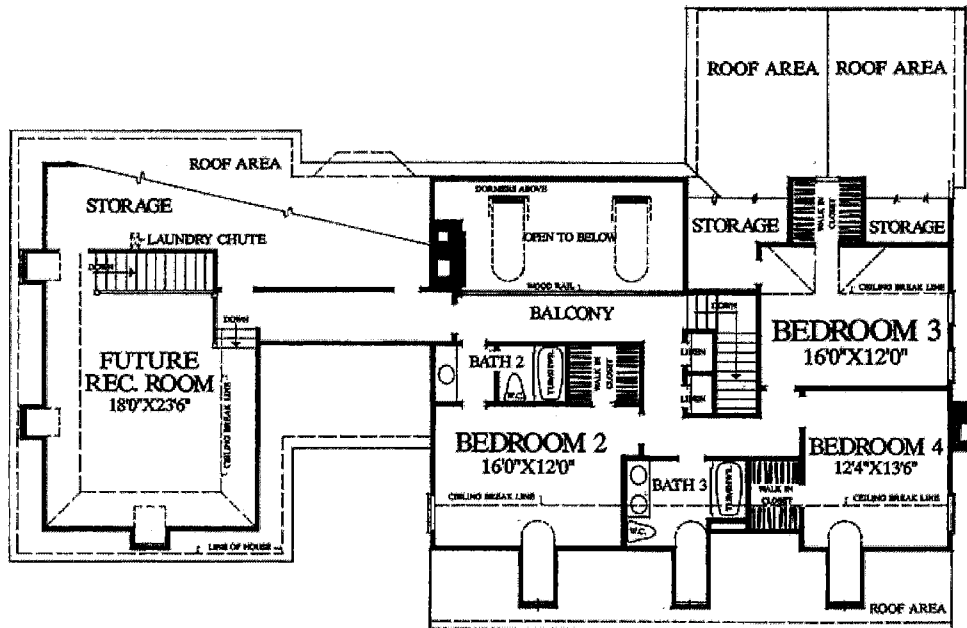 ROOF AREA
ROOF AREA
ROOF AREA
DORMERS ABOVE
STORAGE
LAUNDRY CHUTE
OPEN TO BELOW
STORAGE
WALK IN
CLOSET
STORAGE
DOWN
WOOD RAIL
CEILING BREAK LINE
BALCONY
DOWN
DOWN
BEDROOM 3
16'0"X12'0"
FUTURE
REC. ROOM
18'0"X23'6"
CEILING BREAK LINE
BATH 2
W.C.
TUB/SHWR
WALK IN
CLOSET
LINEN
LINEN
BEDROOM 2
16'0"X12'0"
BEDROOM 4
12'4"X13'6"
BATH 3
TUB/SHWR
W.C.
WALK IN
CLOSET
CEILING BREAK LINE
CEILING BREAK LINE
LINE OF HOUSE
ROOF AREA